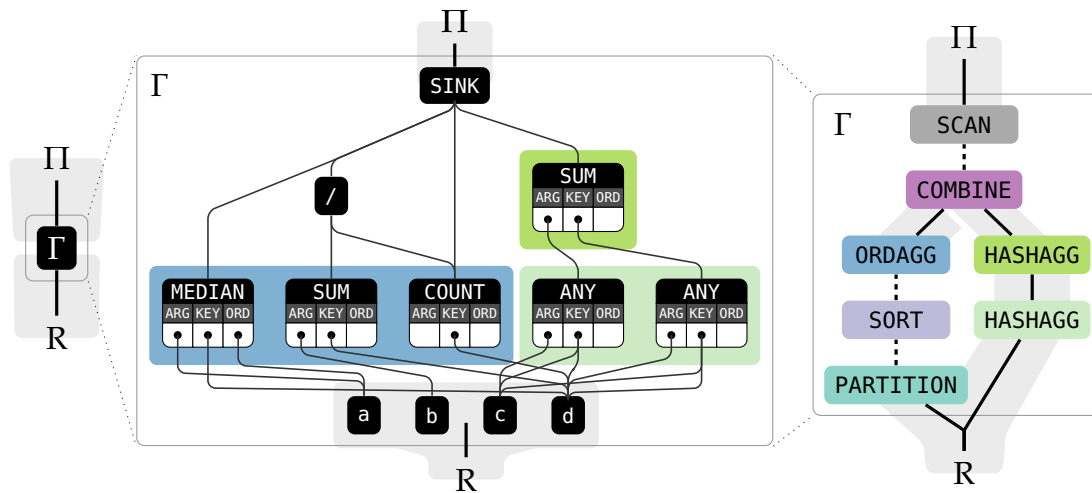 Π
Γ
R
Π
Γ
SINK
/
SUM
ARG KEY ORD
MEDIAN
ARG KEY ORD
SUM
ARG KEY ORD
COUNT
ARG KEY ORD
ANY
ARG KEY ORD
ANY
ARG KEY ORD
a b c d
R
Π
Γ
SCAN
COMBINE
ORDAGG HASHAGG
SORT HASHAGG
PARTITION
R